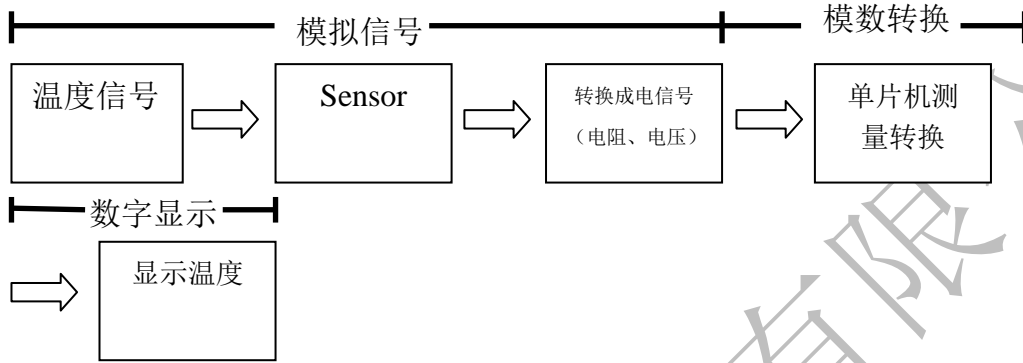 模拟信号 模数转换
温度信号 Sensor 转换成电信号 单片机测
（电阻、电压） 量转换
数字显示
显示温度
有限